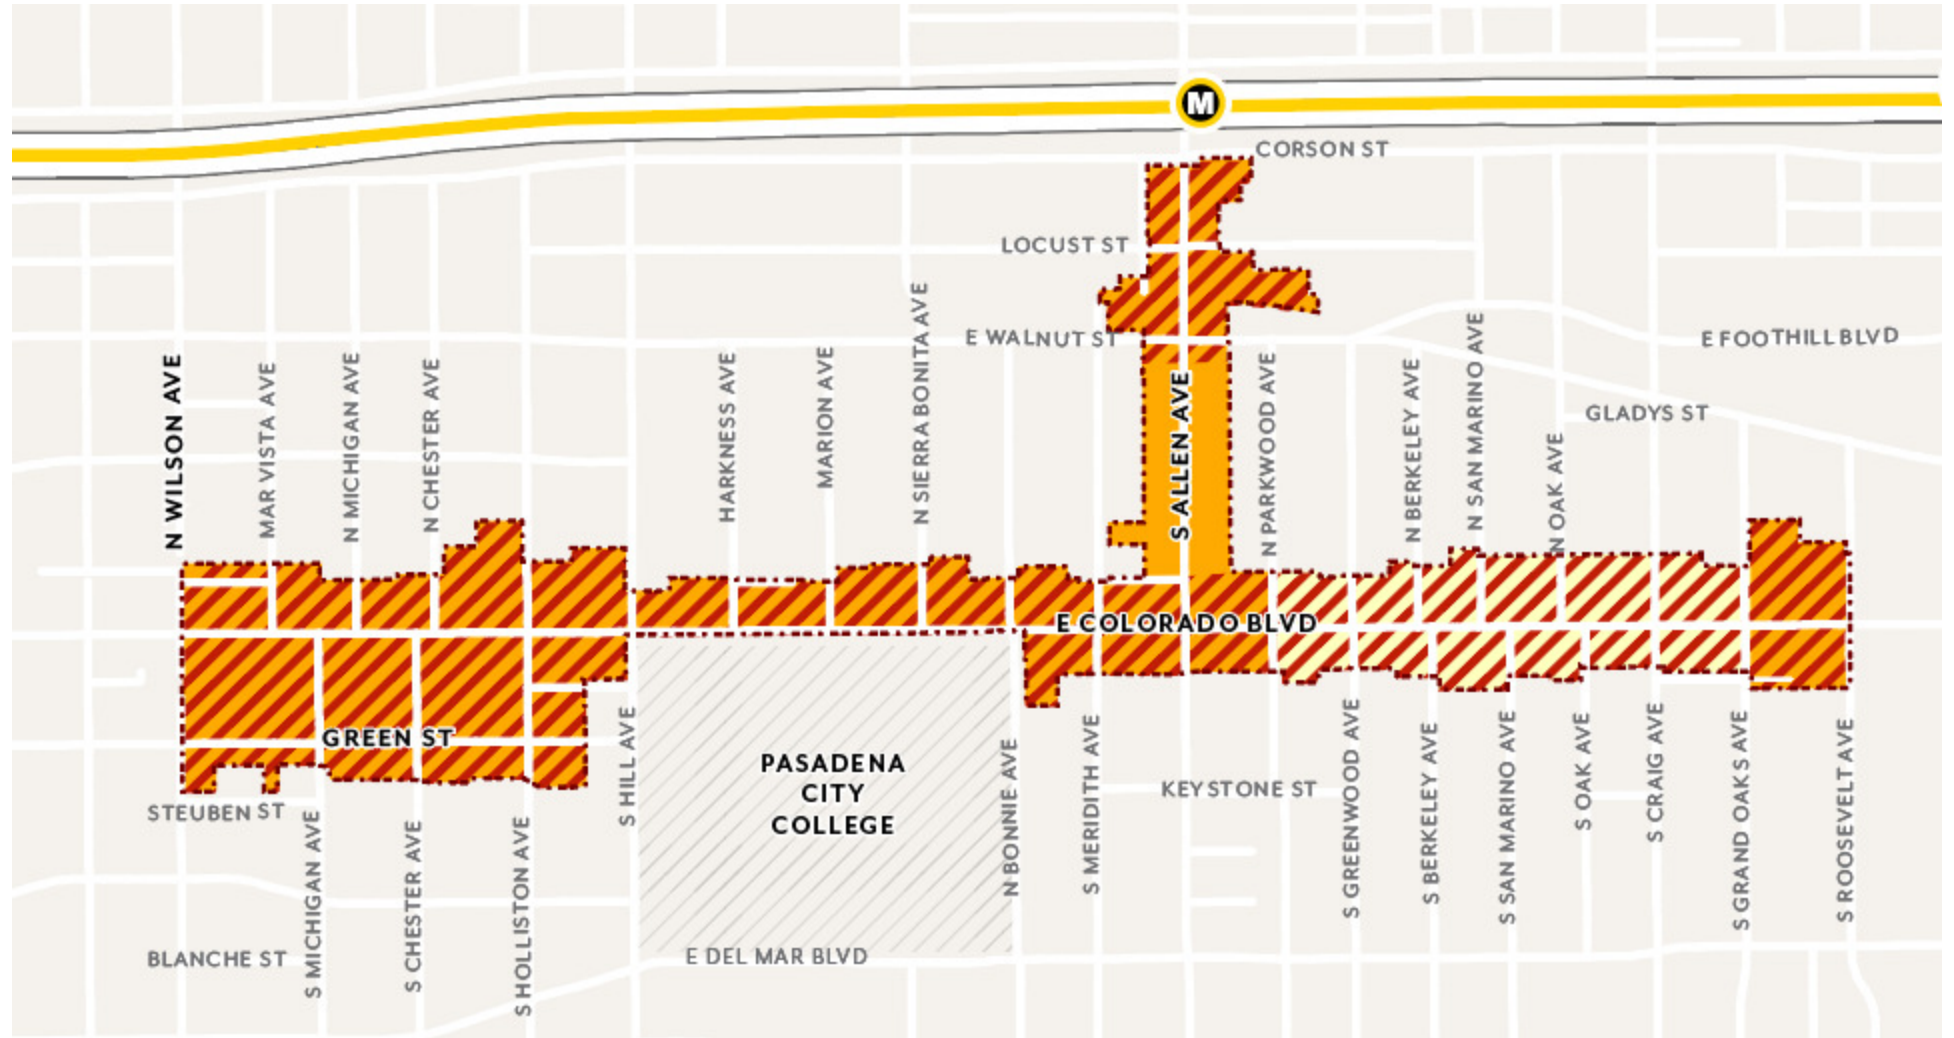 M
CORSON ST
LOCUST ST
E WALNUT ST
E FOOTHILL BLVD
N WILSON AVE
MAR VISTA AVE
N MICHIGAN AVE
N CHESTER AVE
HARKNESS AVE
MARION AVE
N SIERRA BONITA AVE
S ALLEN AVE
N PARKWOOD AVE
N BERKELEY AVE
N SAN MARINO AVE
N OAK AVE
GLADYS ST
E COLORADO BLVD
GREEN ST
STEUBEN ST
S HILL AVE
PASADENA
CITY
COLLEGE
N BONNIE AVE
S MERIDITH AVE
KEYSTONE ST
S GREENWOOD AVE
S BERKELEY AVE
S SAN MARINO AVE
S OAK AVE
S CRAIG AVE
S GRAND OAKS AVE
S ROOSEVELT AVE
BLANCHE ST
S MICHIGAN AVE
S CHESTER AVE
S HOLLISTON AVE
E DEL MAR BLVD